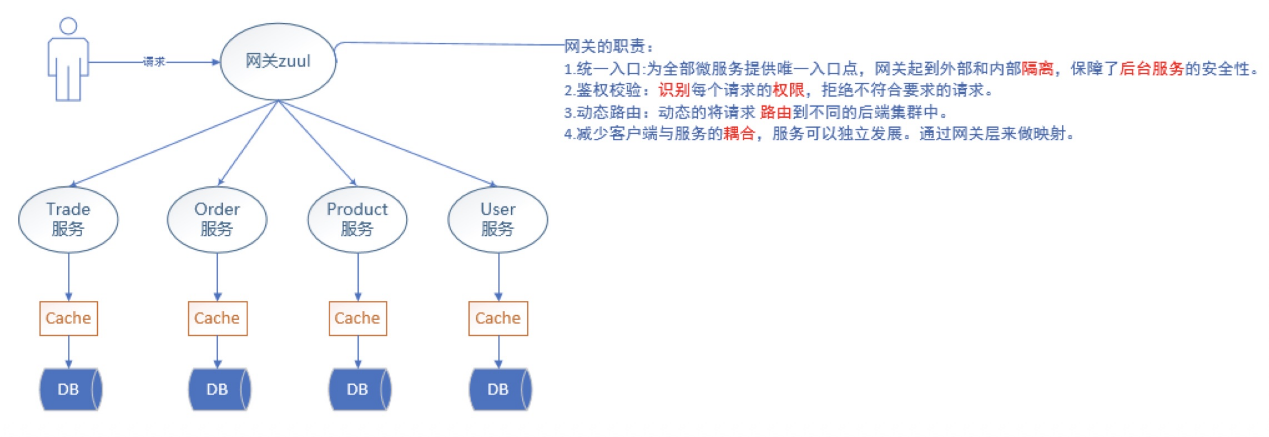 请求
网关zuul
网关的职责：
1.统一入口:为全部微服务提供唯一入口点，网关起到外部和内部隔离，保障了后台服务的安全性。
2.鉴权校验：识别每个请求的权限，拒绝不符合要求的请求。
3.动态路由：动态的将请求 路由到不同的后端集群中。
4.减少客户端与服务的耦合，服务可以独立发展。通过网关层来做映射。
Trade
服务
Order
服务
Product
服务
User
服务
Cache
Cache
Cache
Cache
DB
DB
DB
DB